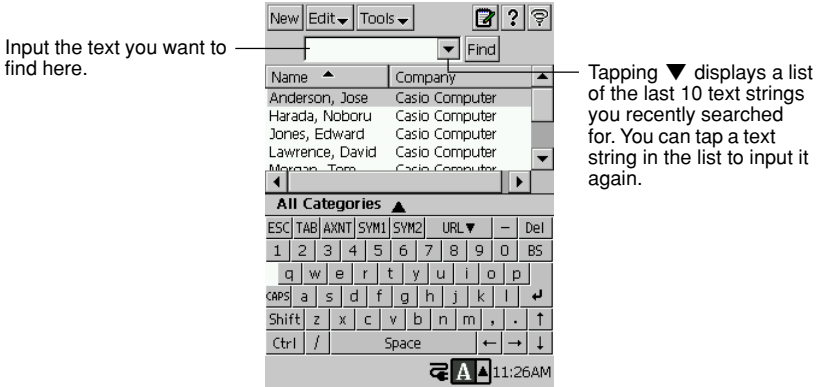 New Edit Tools ?
Input the text you want to
find here.
Find
Name Company
Anderson, Jose Casio Computer
Harada, Noboru Casio Computer
Jones, Edward Casio Computer
Lawrence, David Casio Computer
Morgan, Tom Casio Computer
Tapping ▼ displays a list
of the last 10 text strings
you recently searched
for. You can tap a text
string in the list to input it
again.
All Categories ▲
ESC TAB AXNT SYM1 SYM2 URL▼ – Del
1 2 3 4 5 6 7 8 9 0 BS
q w e r t y u i o p
CAPS a s d f g h j k l ↵
Shift z x c v b n m , . ↑
Ctrl / Space ← → ↓
A ▲ 11:26AM